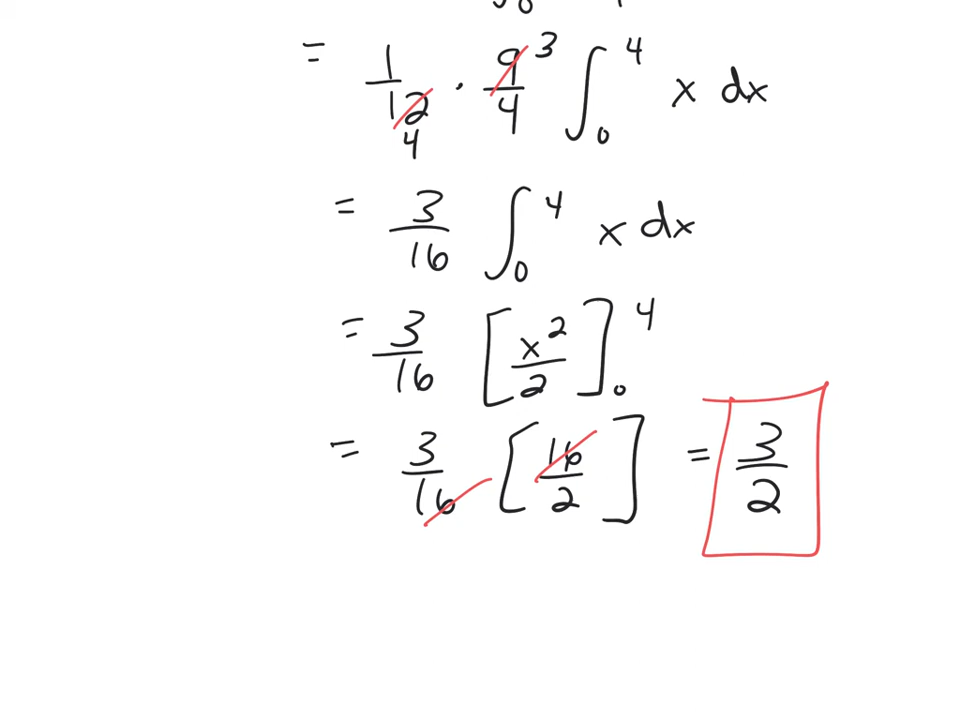 = 1/12 4 · 9/4 3 ∫₀⁴ x dx
= 3/16 ∫₀⁴ x dx
= 3/16 [x²/2]₀⁴
= 3/16 [16/2] = 3/2